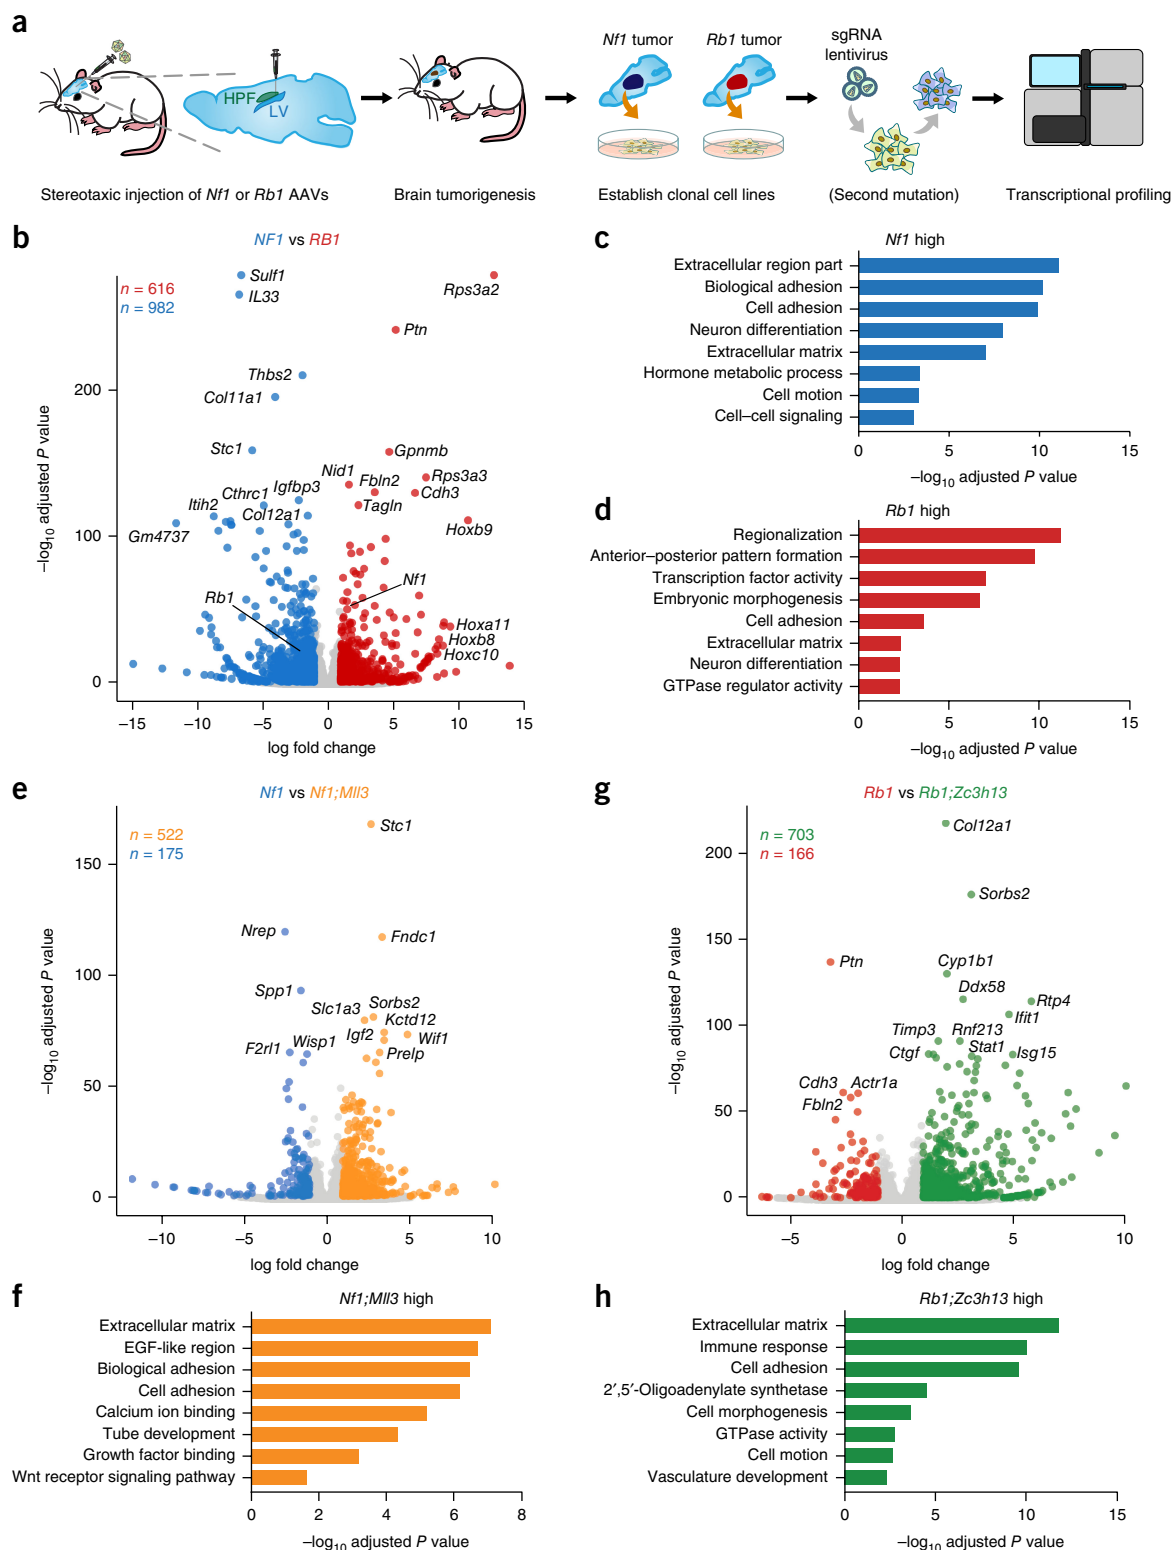 a
Nf1 tumor
Rb1 tumor
sgRNA
lentivirus
HPF
LV
Stereotaxic injection of Nf1 or Rb1 AAVs
Brain tumorigenesis
Establish clonal cell lines
(Second mutation)
Transcriptional profiling
b
NF1 vs RB1
n = 616
n = 982
Sulf1
IL33
Rps3a2
Ptn
Thbs2
Col11a1
Stc1
Gpnmb
Nid1
Fbln2
Rps3a3
Cthrc1
Igfbp3
Cdh3
Itih2
Col12a1
Tagln
Gm4737
Hoxb9
Rb1
Nf1
Hoxa11
Hoxb8
Hoxc10
200
100
0
–log10 adjusted P value
–15
–10
–5
0
5
10
15
log fold change
c
Nf1 high
Extracellular region part
Biological adhesion
Cell adhesion
Neuron differentiation
Extracellular matrix
Hormone metabolic process
Cell motion
Cell–cell signaling
0
5
10
15
–log10 adjusted P value
d
Rb1 high
Regionalization
Anterior–posterior pattern formation
Transcription factor activity
Embryonic morphogenesis
Cell adhesion
Extracellular matrix
Neuron differentiation
GTPase regulator activity
0
5
10
15
–log10 adjusted P value
e
Nf1 vs Nf1;Mll3
n = 522
n = 175
Stc1
Nrep
Fndc1
Spp1
Slc1a3
Sorbs2
Kctd12
Igf2
Wif1
F2rl1
Wisp1
Prelp
150
100
50
0
–log10 adjusted P value
–10
–5
0
5
10
log fold change
g
Rb1 vs Rb1;Zc3h13
n = 703
n = 166
Col12a1
Sorbs2
Ptn
Cyp1b1
Ddx58
Rtp4
Ifit1
Timp3
Rnf213
Ctgf
Stat1
Isg15
Cdh3
Actr1a
Fbln2
200
150
100
50
0
–log10 adjusted P value
–5
0
5
10
log fold change
f
Nf1;Mll3 high
Extracellular matrix
EGF-like region
Biological adhesion
Cell adhesion
Calcium ion binding
Tube development
Growth factor binding
Wnt receptor signaling pathway
0
2
4
6
8
–log10 adjusted P value
h
Rb1;Zc3h13 high
Extracellular matrix
Immune response
Cell adhesion
2′,5′-Oligoadenylate synthetase
Cell morphogenesis
GTPase activity
Cell motion
Vasculature development
0
5
10
15
–log10 adjusted P value